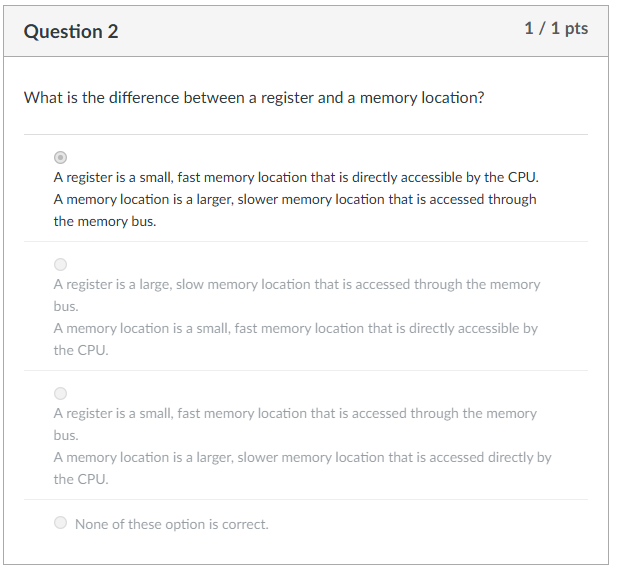 Question 2
1 / 1 pts
What is the difference between a register and a memory location?
A register is a small, fast memory location that is directly accessible by the CPU.
A memory location is a larger, slower memory location that is accessed through
the memory bus.
A register is a large, slow memory location that is accessed through the memory
bus.
A memory location is a small, fast memory location that is directly accessible by
the CPU.
A register is a small, fast memory location that is accessed through the memory
bus.
A memory location is a larger, slower memory location that is accessed directly by
the CPU.
None of these option is correct.